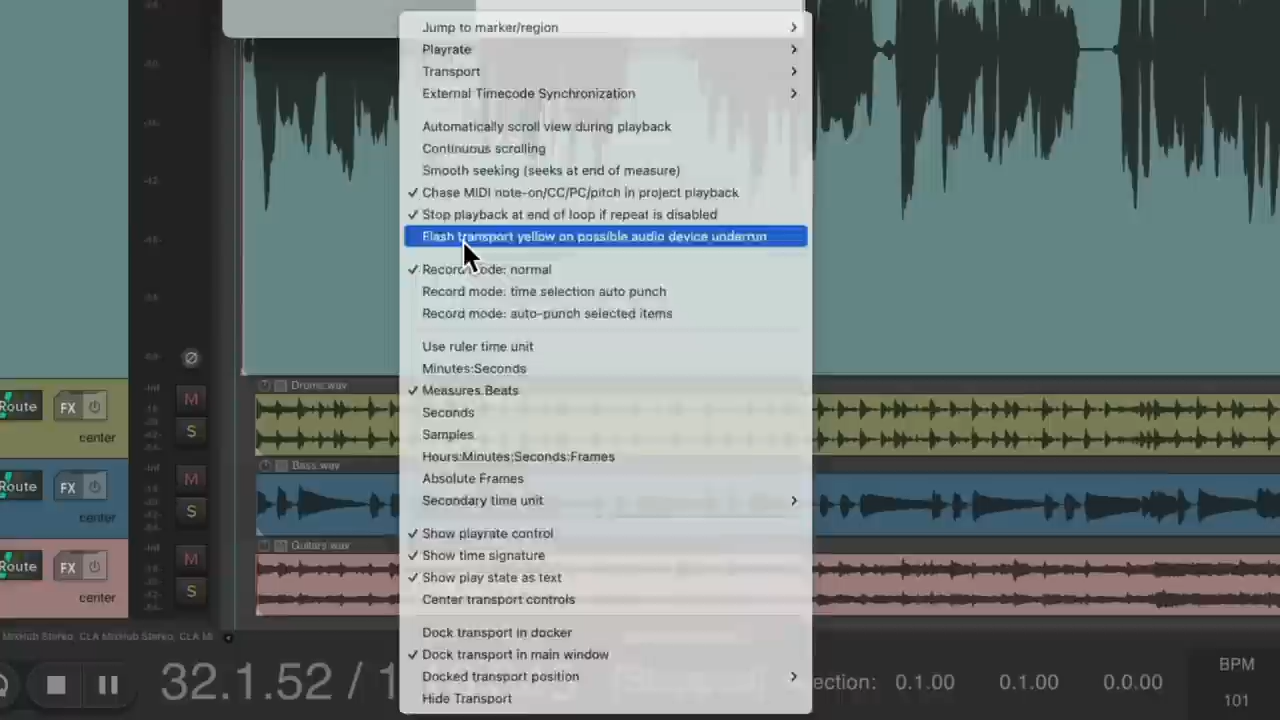 Jump to marker/region
Playrate
Transport
External Timecode Synchronization
Automatically scroll view during playback
Continuous scrolling
Smooth seeking (seeks at end of measure)
Chase MIDI note-on/CC/PC/pitch in project playback
Stop playback at end of loop if repeat is disabled
Flash transport yellow on possible audio device underrun
Record mode: normal
Record mode: time selection auto punch
Record mode: auto-punch selected items
Use ruler time unit
Minutes:Seconds
Measures.Beats
Seconds
Samples
Hours:Minutes:Seconds:Frames
Absolute Frames
Secondary time unit
Show playrate control
Show time signature
Show play state as text
Center transport controls
Dock transport in docker
Dock transport in main window
Docked transport position
Hide Transport
Route FX M Drums.wav
center S
Route FX M Bass.wav
center S
Route FX M Guitars.wav
center S
MixHub Stereo, CLA MixHub Stereo, CLA Mi
32.1.52 / 1
ection: 0.1.00 0.1.00 0.0.00
BPM
101